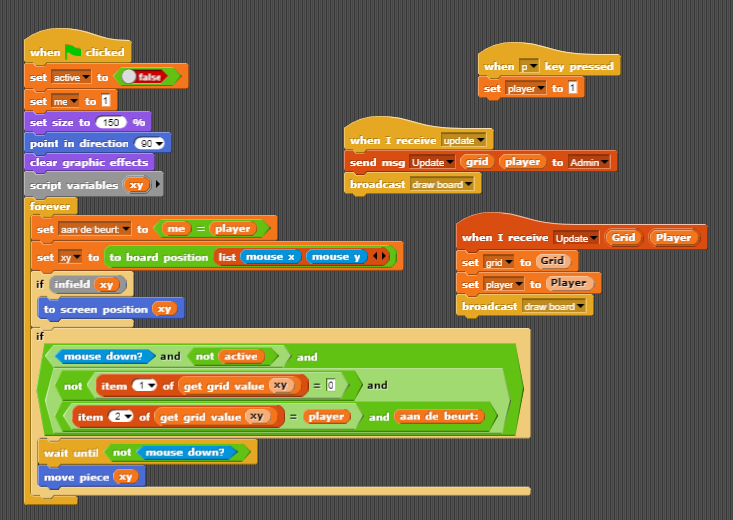 when clicked
set active to false
set me to 1
set size to 150 %
point in direction 90
clear graphic effects
script variables xy
forever
set aan de beurt: to me = player
set xy to to board position list mouse x mouse y
if infield xy
to screen position xy
if
mouse down? and not active and
not item 1 of get grid value xy = 0 and
item 2 of get grid value xy = player and aan de beurt:
wait until not mouse down?
move piece xy
when p key pressed
set player to 1
when I receive update
send msg Update grid player to Admin
broadcast draw board
when I receive Update Grid Player
set grid to Grid
set player to Player
broadcast draw board